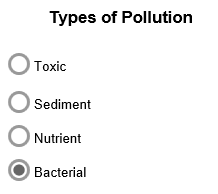 Types of Pollution
Toxic
Sediment
Nutrient
Bacterial